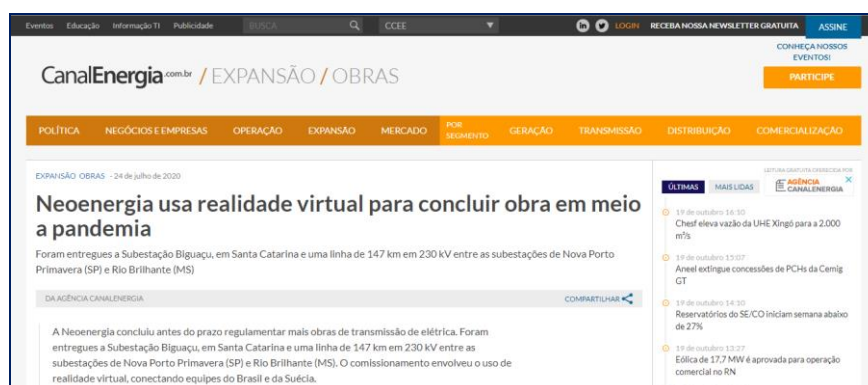 Eventos Educação Informação TI Publicidade BUSCA CCEE LOGIN RECEBA NOSSA NEWSLETTER GRATUITA ASSINE
CanalEnergia.com.br / EXPANSÃO / OBRAS
CONHEÇA NOSSOS
EVENTOS!
PARTICIPE
POLÍTICA NEGÓCIOS E EMPRESAS OPERAÇÃO EXPANSÃO MERCADO POR SEGMENTO GERAÇÃO TRANSMISSÃO DISTRIBUIÇÃO COMERCIALIZAÇÃO
EXPANSÃO OBRAS - 24 de julho de 2020
Neoenergia usa realidade virtual para concluir obra em meio
a pandemia
Foram entregues a Subestação Biguaçu, em Santa Catarina e uma linha de 147 km em 230 kV entre as subestações de Nova Porto
Primavera (SP) e Rio Brilhante (MS)
DA AGÊNCIA CANALENERGIA COMPARTILHAR
A Neoenergia concluiu antes do prazo regulamentar mais obras de transmissão de elétrica. Foram
entregues a Subestação Biguaçu, em Santa Catarina e uma linha de 147 km em 230 kV entre as
subestações de Nova Porto Primavera (SP) e Rio Brilhante (MS). O comissionamento envolveu o uso de
realidade virtual, conectando equipes do Brasil e da Suécia.
LEITURA GRATUITA OFERECIDA POR
ÚLTIMAS MAIS LIDAS AGÊNCIA
CANALENERGIA
19 de outubro 16:10
Chesf eleva vazão da UHE Xingó para a 2.000
m³/s
19 de outubro 15:07
Aneel extingue concessões de PCHs da Cemig
GT
19 de outubro 14:10
Reservatórios do SE/CO iniciam semana abaixo
de 27%
19 de outubro 13:27
Eólica de 17,7 MW é aprovada para operação
comercial no RN